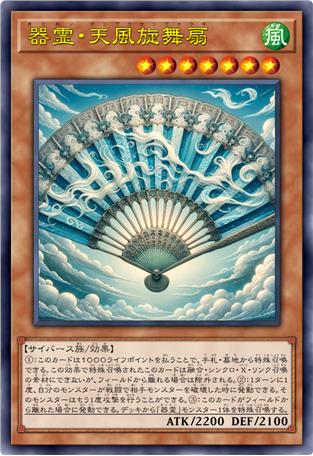 器霊・天風旋舞扇
風
【サイバース族/効果】
①:このカードは1000ライフポイントを払うことで、手札・墓地から特殊召喚
できる。この効果で特殊召喚されたこのカードは融合・シンクロ・X・リンク召喚
の素材にできないが、フィールドから離れる場合は除外される。②:1ターンに1
度、自分のモンスターが戦闘で相手モンスターを破壊した時に発動できる。そ
のモンスターはもう1度攻撃を行うことができる。③:このカードがフィールドか
ら離れた場合に発動できる。デッキから「器霊」モンスター1体を特殊召喚する。
ATK/2200 DEF/2100